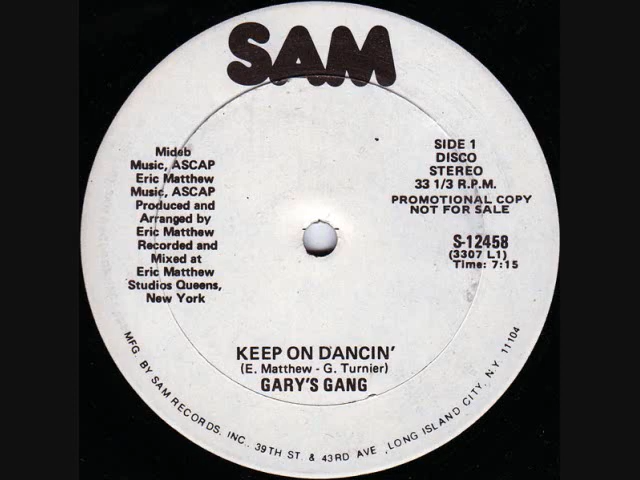 SAM
Mideb
Music, ASCAP
Eric Matthew
Music, ASCAP
Produced and
Arranged by
Eric Matthew
Recorded and
Mixed at
Eric Matthew
Studios Queens,
New York
SIDE 1
DISCO
STEREO
33 1/3 R.P.M.
PROMOTIONAL COPY
NOT FOR SALE
S-12458
(3307 L1)
Time: 7:15
KEEP ON DANCIN'
(E. Matthew - G. Turnier)
GARY'S GANG
MFG. BY SAM RECORDS, INC., 39TH ST. & 43RD AVE., LONG ISLAND CITY, N.Y. 11104